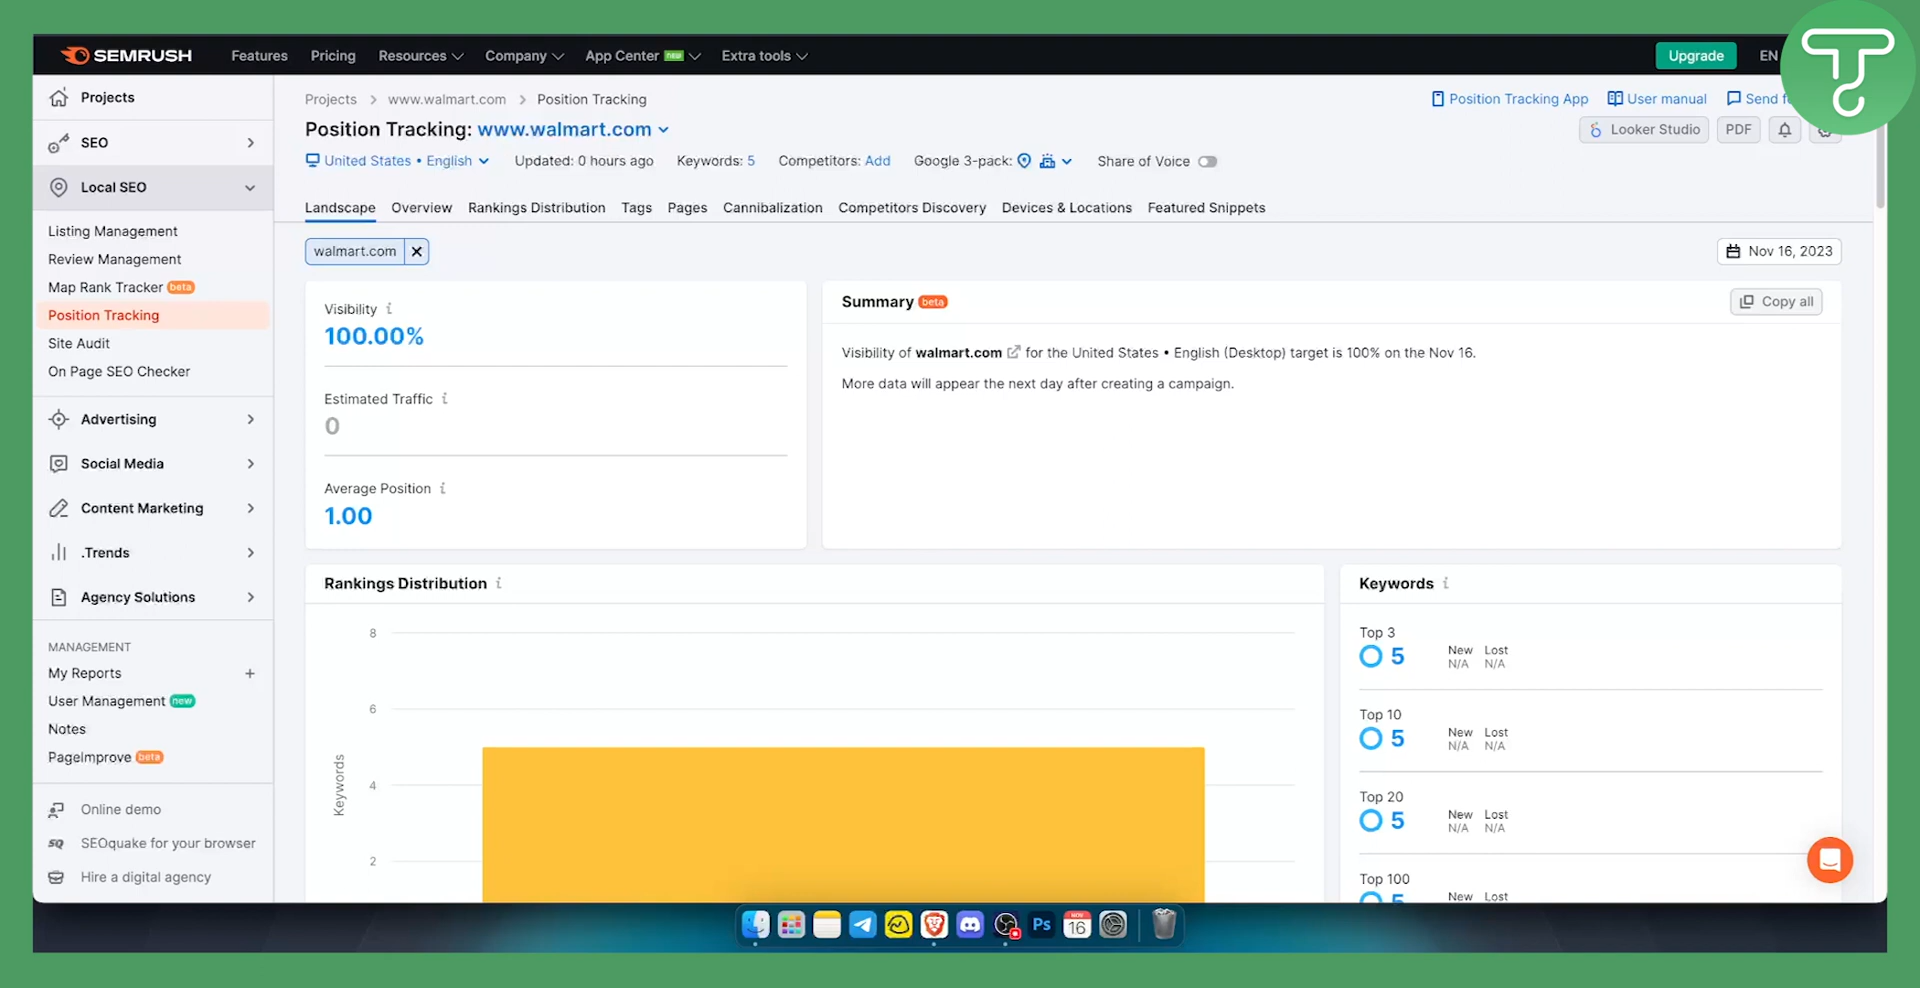 SEMRUSH Features Pricing Resources Company App Center new Extra tools Upgrade EN
Projects
SEO
Local SEO
Listing Management
Review Management
Map Rank Tracker beta
Position Tracking
Site Audit
On Page SEO Checker
Advertising
Social Media
Content Marketing
.Trends
Agency Solutions
MANAGEMENT
My Reports +
User Management new
Notes
PageImprove beta
Online demo
SQ SEOquake for your browser
Hire a digital agency
Projects > www.walmart.com > Position Tracking
Position Tracking App User manual Send
Position Tracking: www.walmart.com
Looker Studio PDF
United States • English Updated: 0 hours ago Keywords: 5 Competitors: Add Google 3-pack: Share of Voice
Landscape Overview Rankings Distribution Tags Pages Cannibalization Competitors Discovery Devices & Locations Featured Snippets
walmart.com
Nov 16, 2023
Visibility i
100.00%
Estimated Traffic i
0
Average Position i
1.00
Summary beta
Copy all
Visibility of walmart.com for the United States • English (Desktop) target is 100% on the Nov 16.
More data will appear the next day after creating a campaign.
Rankings Distribution i
8
6
4
2
Keywords
Keywords i
Top 3
5
New Lost
N/A N/A
Top 10
5
New Lost
N/A N/A
Top 20
5
New Lost
N/A N/A
Top 100
5
New Lost
Ps
NOV
16